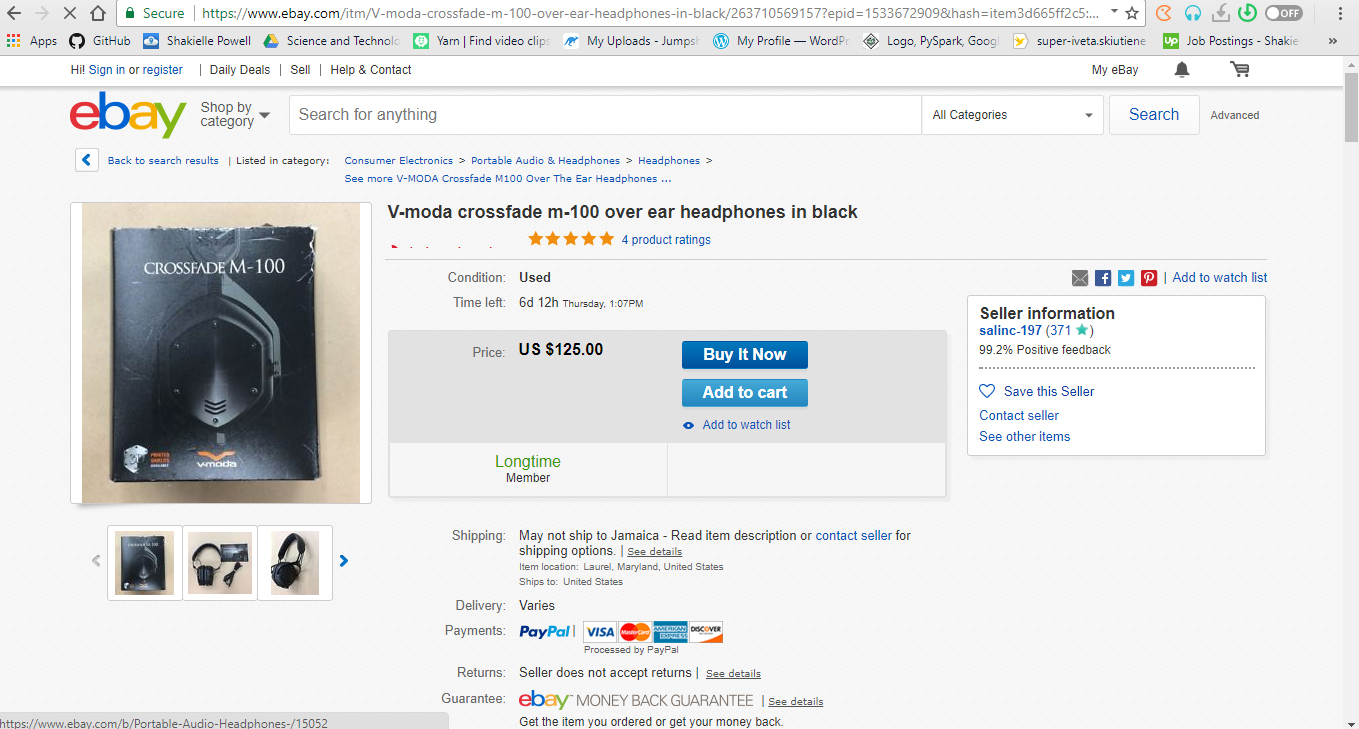 Secure | https://www.ebay.com/itm/V-moda-crossfade-m-100-over-ear-headphones-in-black/263710569157?epid=1533672909&hash=item3d665ff2c5:...
OFF
Apps GitHub Shakielle Powell Science and Technolo Yarn | Find video clips My Uploads - Jumpsh My Profile — WordPr Logo, PySpark, Googl super-iveta.skiutiene Up Job Postings - Shakie »
Hi! Sign in or register | Daily Deals | Sell | Help & Contact My eBay
ebay Shop by category Search for anything All Categories Search Advanced
Back to search results | Listed in category: Consumer Electronics > Portable Audio & Headphones > Headphones >
See more V-MODA Crossfade M100 Over The Ear Headphones ...
CROSSFADE M-100
PRINTED
SHIELDS
AVAILABLE
v-moda
CROSSFADE M-100
V-moda crossfade m-100 over ear headphones in black
4 product ratings
Condition: Used
Time left: 6d 12h Thursday, 1:07PM
| Add to watch list
Price: US $125.00
Buy It Now
Add to cart
Add to watch list
Longtime
Member
Seller information
salinc-197 (371 )
99.2% Positive feedback
Save this Seller
Contact seller
See other items
Shipping: May not ship to Jamaica - Read item description or contact seller for
shipping options. | See details
Item location: Laurel, Maryland, United States
Ships to: United States
Delivery: Varies
Payments: PayPal | VISA MasterCard AMERICAN EXPRESS DISCOVER
Processed by PayPal
Returns: Seller does not accept returns | See details
Guarantee: ebay MONEY BACK GUARANTEE | See details
Get the item you ordered or get your money back.
https://www.ebay.com/b/Portable-Audio-Headphones-/15052